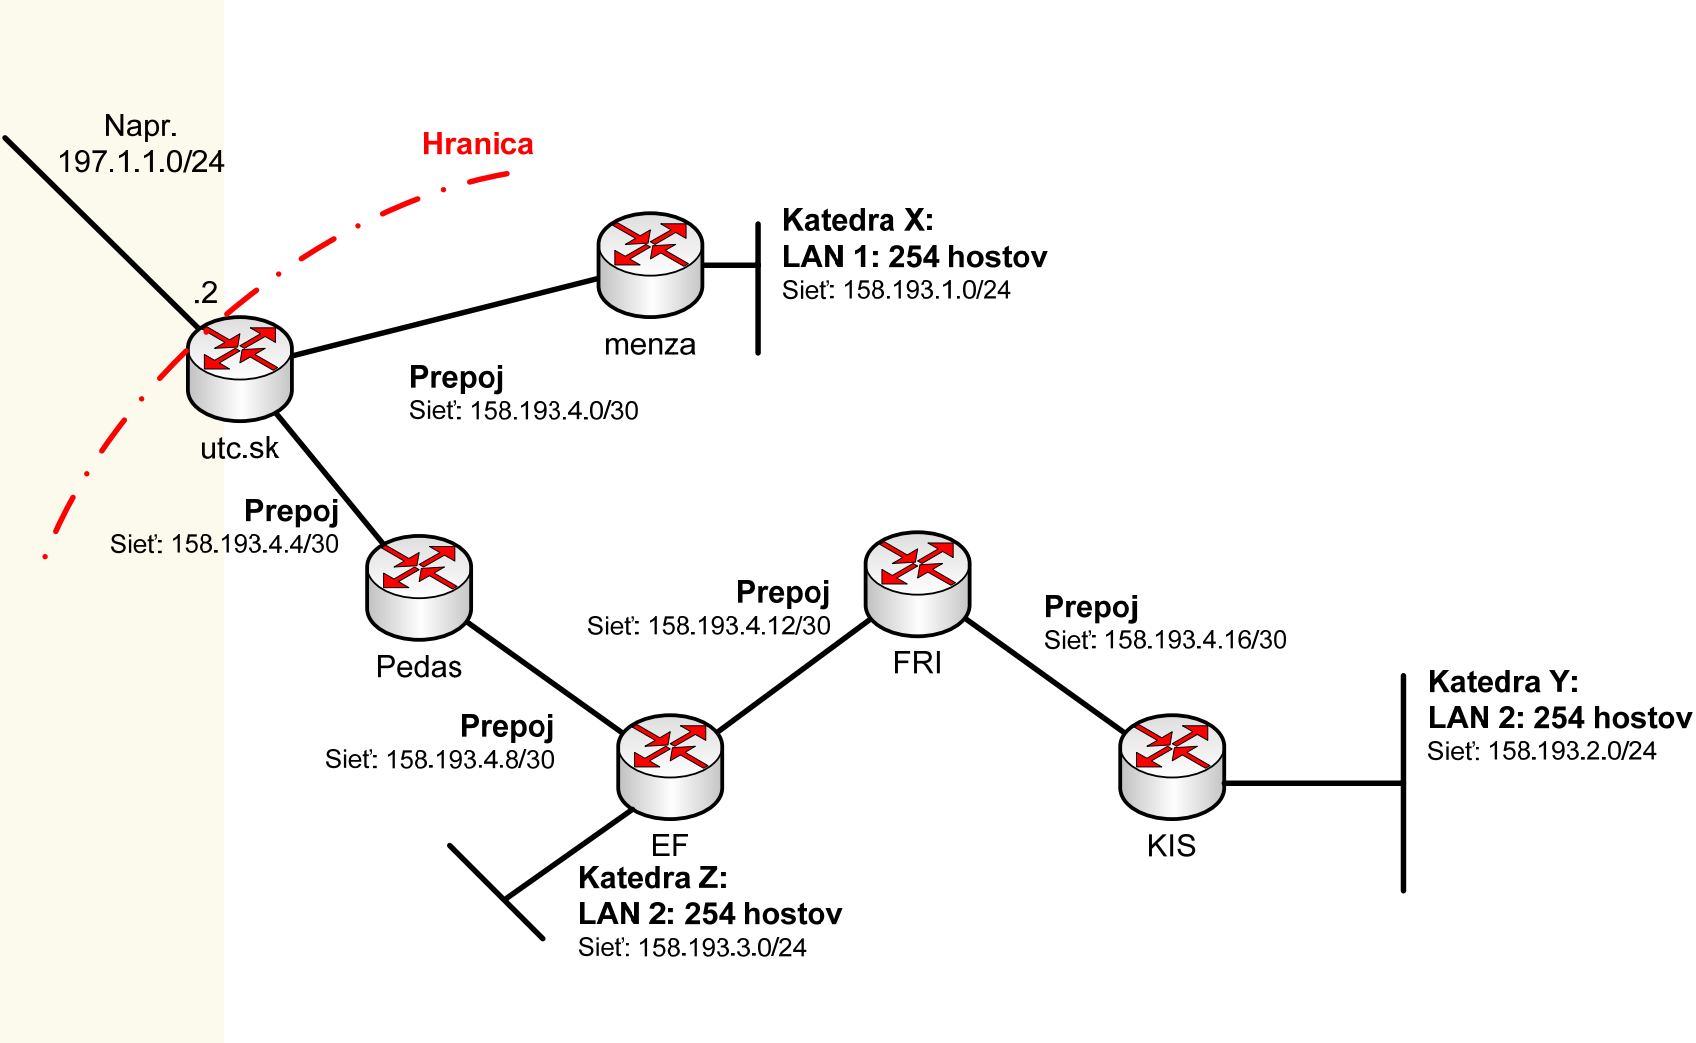 Napr.
197.1.1.0/24
Hranica
.2
utc.sk
menza
Katedra X:
LAN 1: 254 hostov
Sieť: 158.193.1.0/24
Prepoj
Sieť: 158.193.4.0/30
Prepoj
Sieť: 158.193.4.4/30
Pedas
Prepoj
Sieť: 158.193.4.8/30
Prepoj
Sieť: 158.193.4.12/30
FRI
Prepoj
Sieť: 158.193.4.16/30
EF
Katedra Z:
LAN 2: 254 hostov
Sieť: 158.193.3.0/24
KIS
Katedra Y:
LAN 2: 254 hostov
Sieť: 158.193.2.0/24